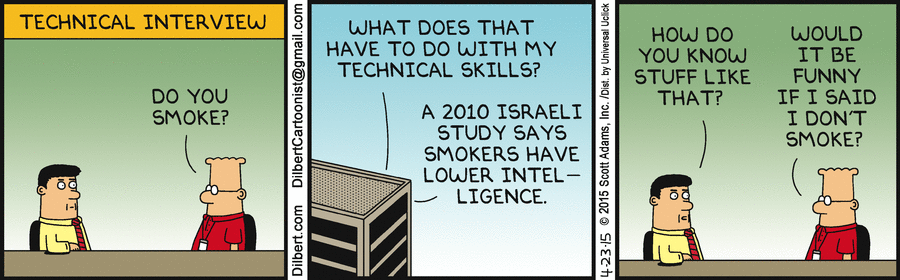 TECHNICAL INTERVIEW
DO YOU
SMOKE?
Dilbert.com DilbertCartoonist@gmail.com
WHAT DOES THAT
HAVE TO DO WITH MY
TECHNICAL SKILLS?
A 2010 ISRAELI
STUDY SAYS
SMOKERS HAVE
LOWER INTEL-
LIGENCE.
4-23-15 © 2015 Scott Adams, Inc. /Dist. by Universal Uclick
HOW DO
YOU KNOW
STUFF LIKE
THAT?
WOULD
IT BE
FUNNY
IF I SAID
I DON'T
SMOKE?